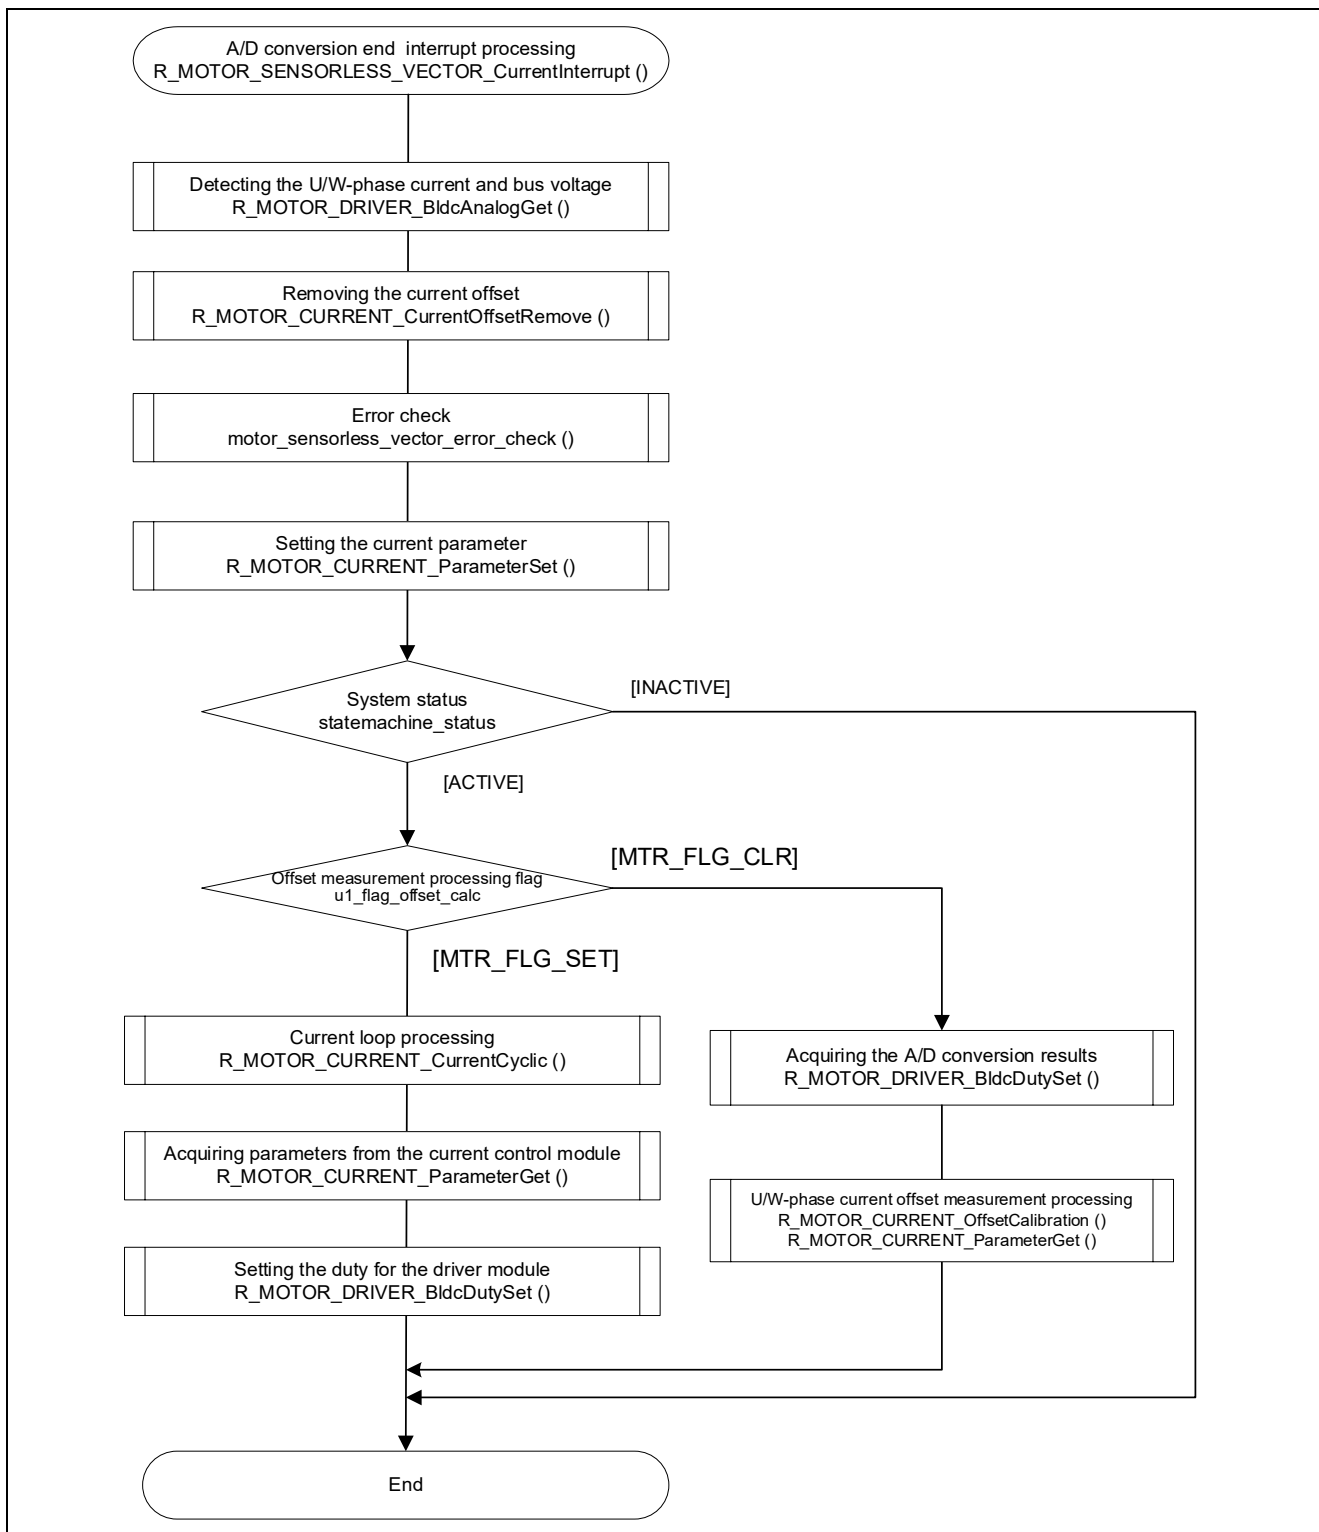 A/D conversion end interrupt processing
R_MOTOR_SENSORLESS_VECTOR_CurrentInterrupt ()
Detecting the U/W-phase current and bus voltage
R_MOTOR_DRIVER_BldcAnalogGet ()
Removing the current offset
R_MOTOR_CURRENT_CurrentOffsetRemove ()
Error check
motor_sensorless_vector_error_check ()
Setting the current parameter
R_MOTOR_CURRENT_ParameterSet ()
System status
statemachine_status
[INACTIVE]
[ACTIVE]
Offset measurement processing flag
u1_flag_offset_calc
[MTR_FLG_CLR]
[MTR_FLG_SET]
Current loop processing
R_MOTOR_CURRENT_CurrentCyclic ()
Acquiring parameters from the current control module
R_MOTOR_CURRENT_ParameterGet ()
Setting the duty for the driver module
R_MOTOR_DRIVER_BldcDutySet ()
Acquiring the A/D conversion results
R_MOTOR_DRIVER_BldcDutySet ()
U/W-phase current offset measurement processing
R_MOTOR_CURRENT_OffsetCalibration ()
R_MOTOR_CURRENT_ParameterGet ()
End